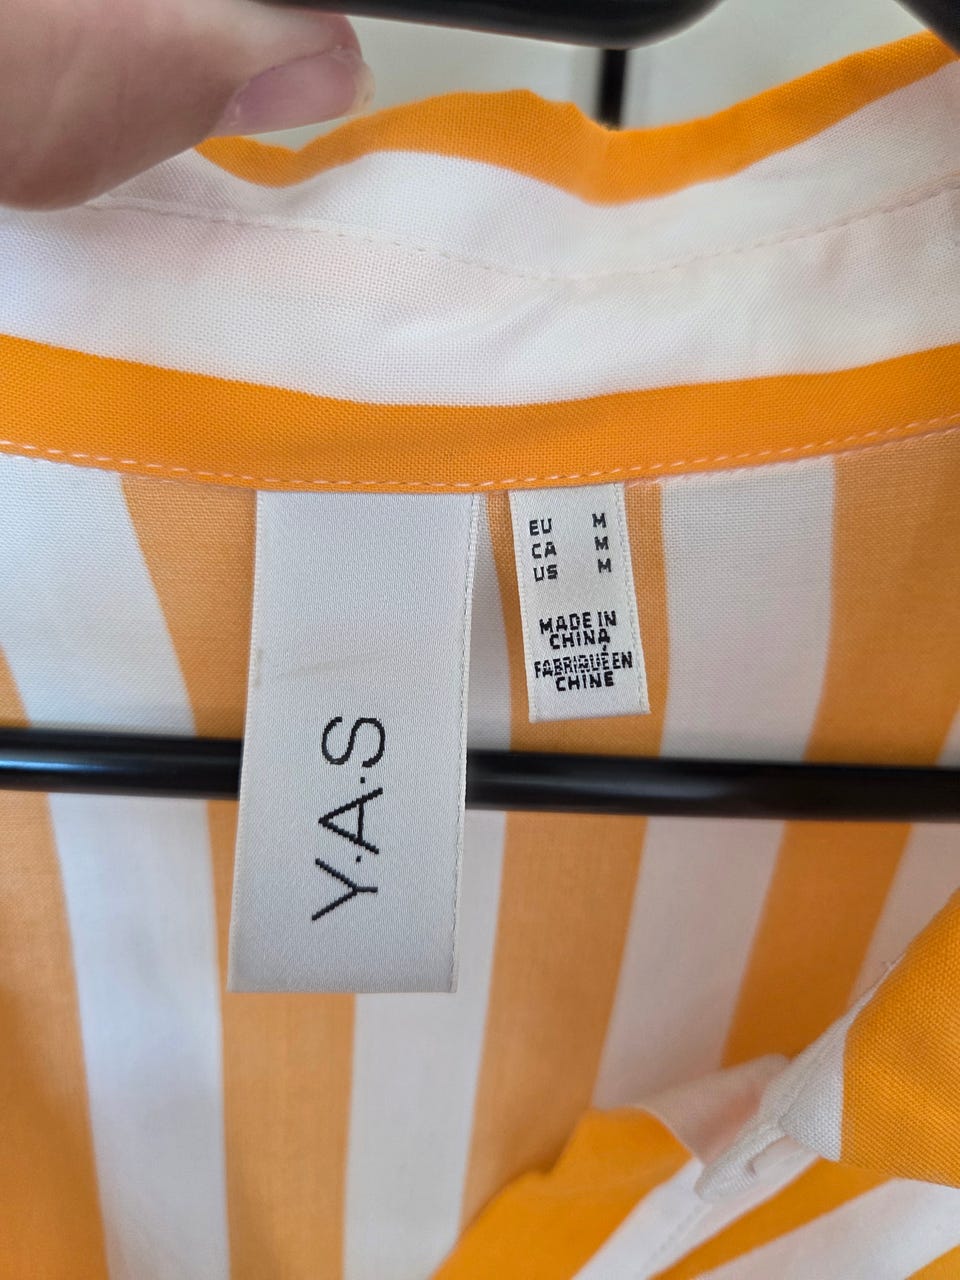 Y.A.S
EU M
CA M
US M
MADE IN
CHINA
FABRIQUÉ EN
CHINE